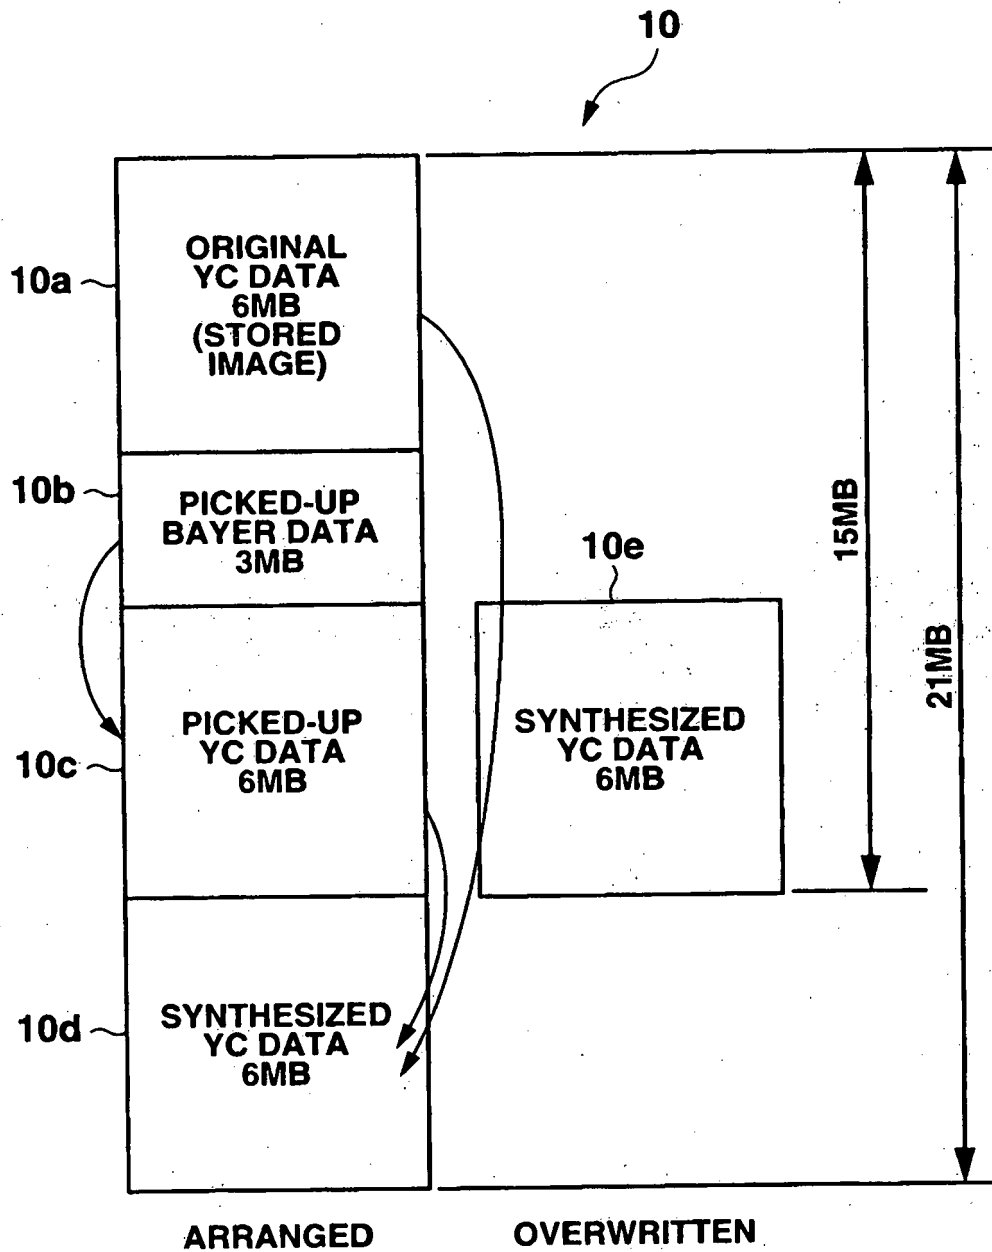 10
10a
ORIGINAL
YC DATA
6MB
(STORED
IMAGE)
10b
PICKED-UP
BAYER DATA
3MB
10c
PICKED-UP
YC DATA
6MB
10e
SYNTHESIZED
YC DATA
6MB
15MB
21MB
10d
SYNTHESIZED
YC DATA
6MB
ARRANGED
OVERWRITTEN